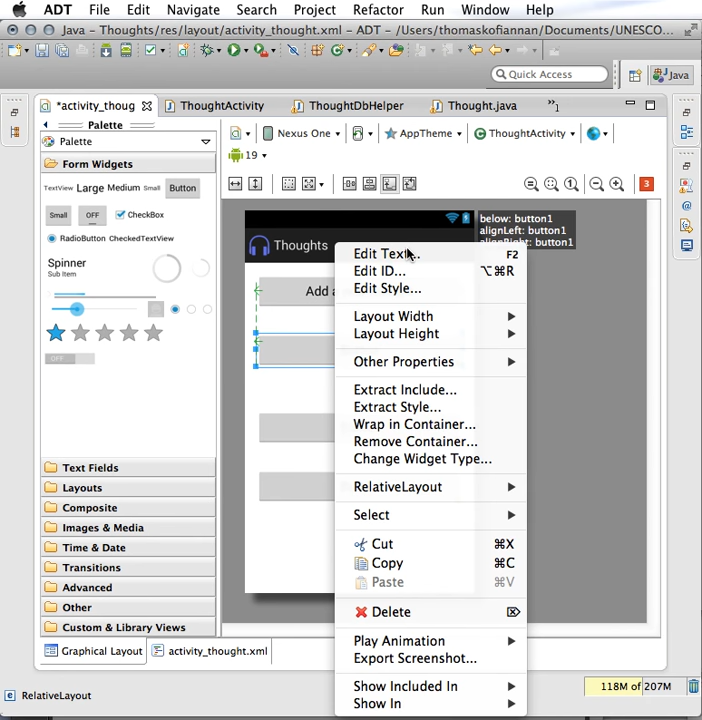 ADT File Edit Navigate Search Project Refactor Run Window Help
Java – Thoughts/res/layout/activity_thought.xml – ADT – /Users/thomaskofiannan/Documents/UNESCO...
Quick Access
Java
*activity_thoug
ThoughtActivity
ThoughtDbHelper
Thought.java
»1
Palette
Palette
Nexus One
AppTheme
ThoughtActivity
19
Form Widgets
3
TextView Large Medium Small Button
Small OFF CheckBox
RadioButton CheckedTextView
Spinner
Sub Item
OFF
Text Fields
Layouts
Composite
Images & Media
Time & Date
Transitions
Advanced
Other
Custom & Library Views
Thoughts
Add
below: button1
alignLeft: button1
alignRight: button1
Edit Text... F2
Edit ID... ⌥⌘R
Edit Style...
Layout Width
Layout Height
Other Properties
Extract Include...
Extract Style...
Wrap in Container...
Remove Container...
Change Widget Type...
RelativeLayout
Select
Cut ⌘X
Copy ⌘C
Paste ⌘V
Delete ⌦
Play Animation
Export Screenshot...
Show Included In
Show In
Graphical Layout
activity_thought.xml
RelativeLayout
118M of 207M